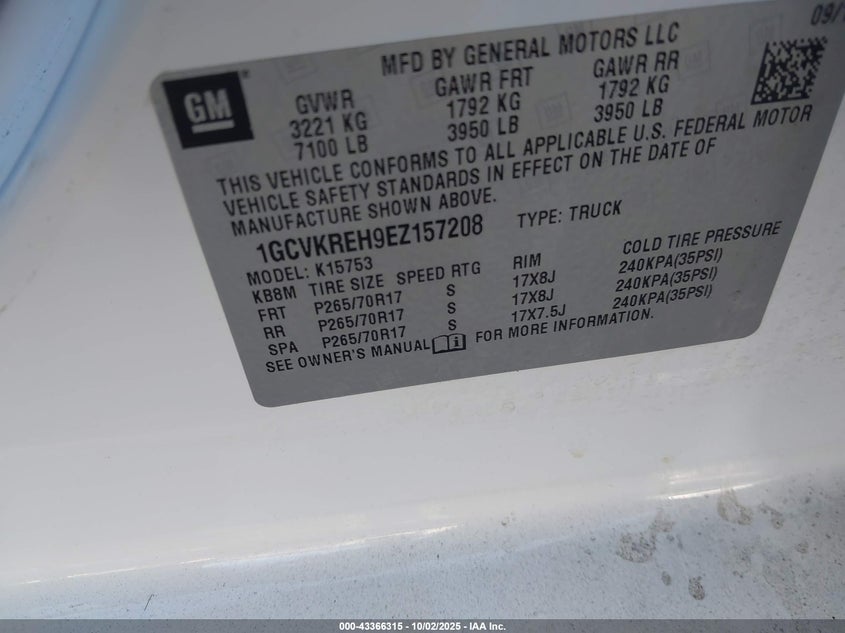 09/
MFD BY GENERAL MOTORS LLC
GM
GVWR GAWR FRT GAWR RR
3221 KG 1792 KG 1792 KG
7100 LB 3950 LB 3950 LB
THIS VEHICLE CONFORMS TO ALL APPLICABLE U.S. FEDERAL MOTOR
VEHICLE SAFETY STANDARDS IN EFFECT ON THE DATE OF
MANUFACTURE SHOWN ABOVE.
1GCVKREH9EZ157208 TYPE: TRUCK
MODEL: K15753
KB8M TIRE SIZE SPEED RTG RIM COLD TIRE PRESSURE
FRT P265/70R17 S 17X8J 240KPA(35PSI)
RR P265/70R17 S 17X8J 240KPA(35PSI)
SPA P265/70R17 S 17X7.5J 240KPA(35PSI)
SEE OWNER'S MANUAL FOR MORE INFORMATION.
000-43366315 - 10/02/2025 - IAA Inc.